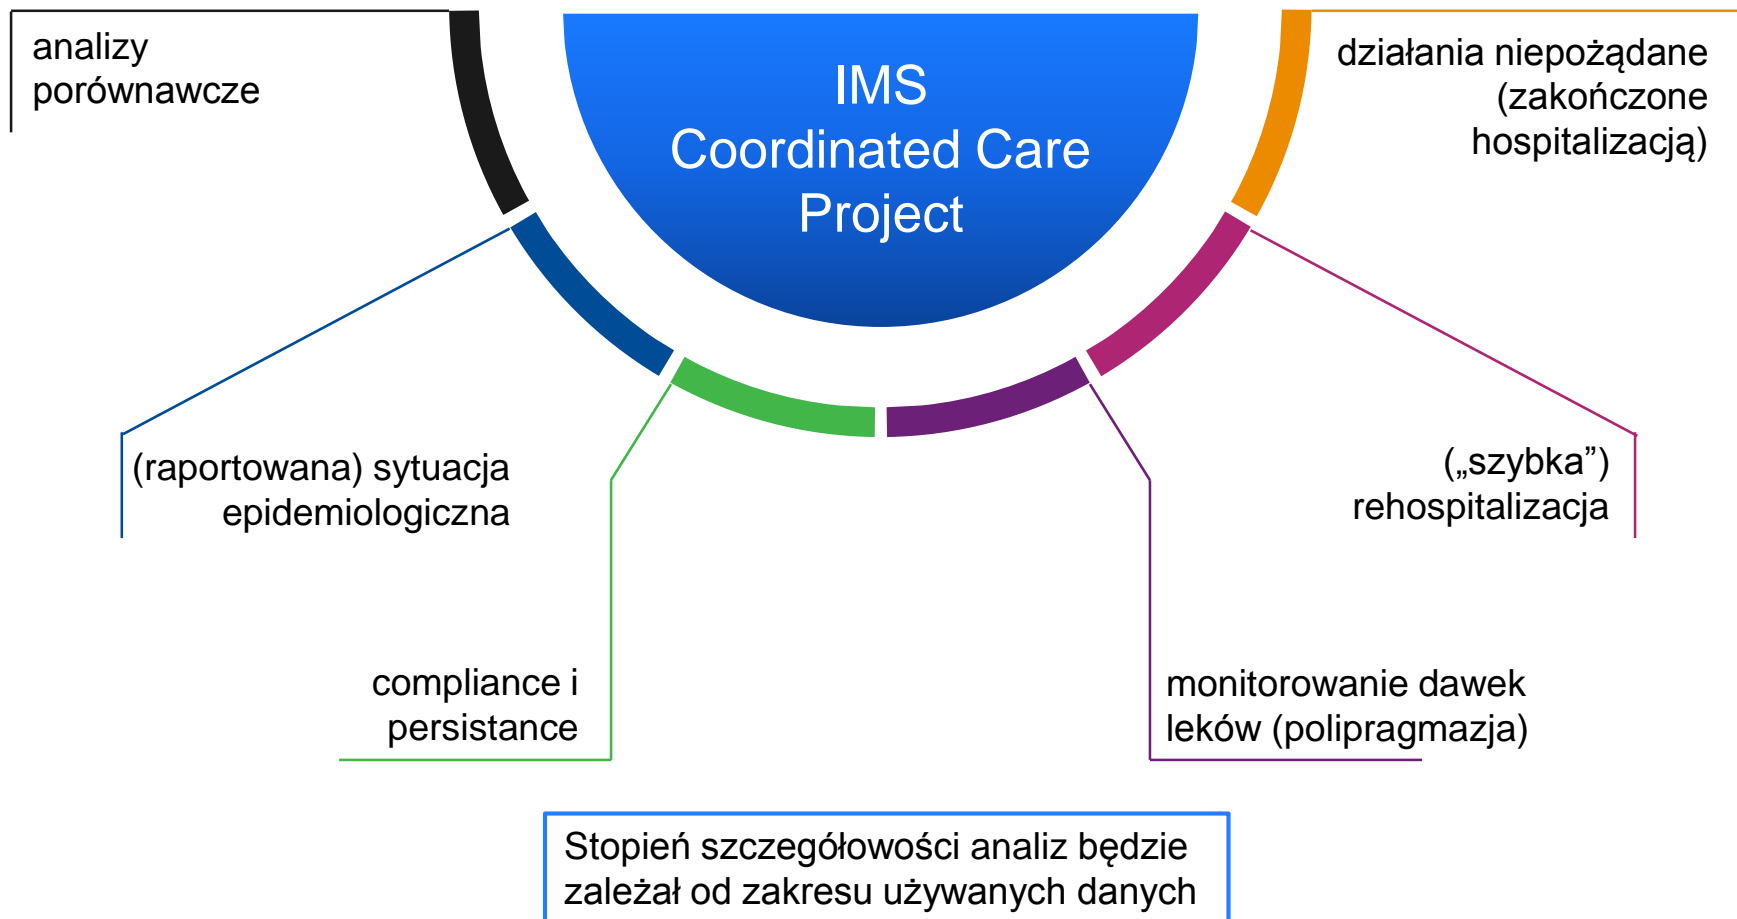 analizy
porównawcze
IMS
Coordinated Care
Project
działania niepożądane
(zakończone
hospitalizacją)
(raportowana) sytuacja
epidemiologiczna
(„szybka”)
rehospitalizacja
compliance i
persistance
monitorowanie dawek
leków (polipragmazja)
Stopień szczegółowości analiz będzie
zależał od zakresu używanych danych